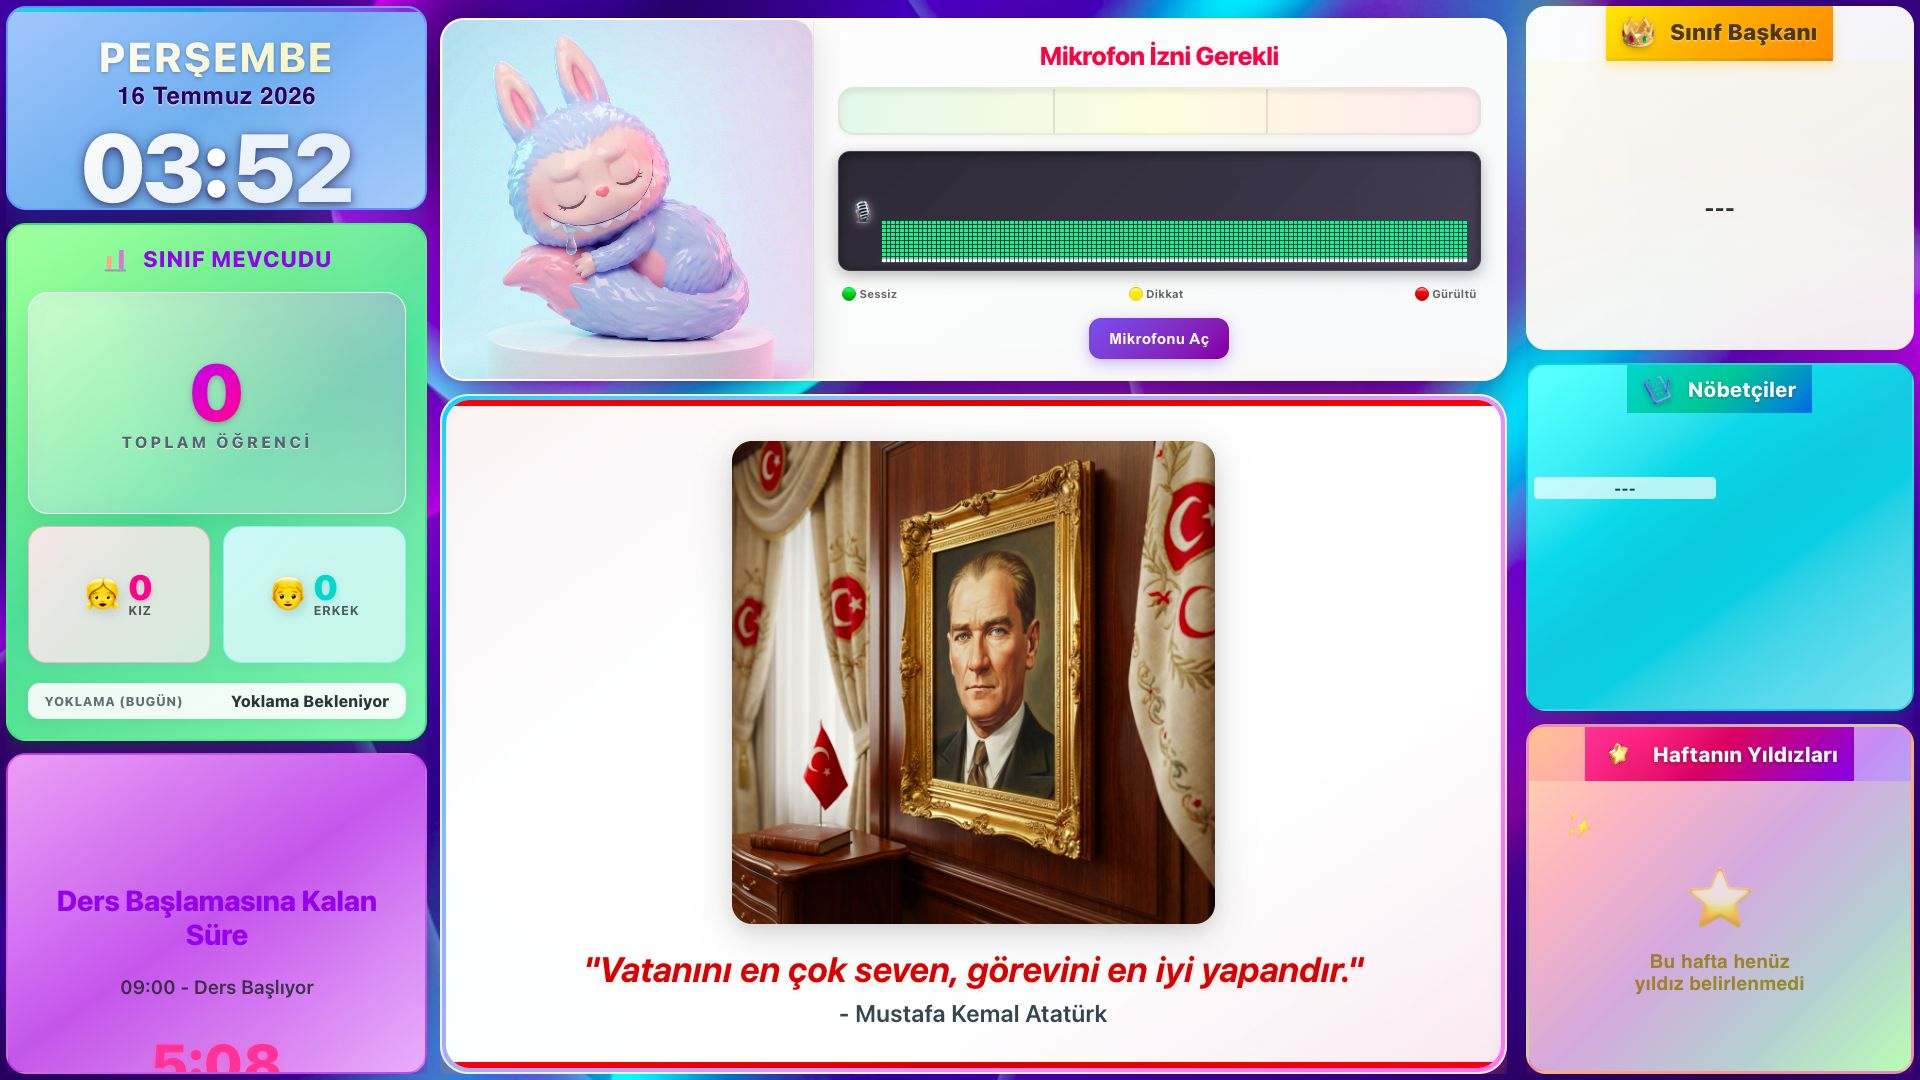 PERŞEMBE
16 Temmuz 2026
03:52
SINIF MEVCUDU
0
TOPLAM ÖĞRENCİ
0
KIZ
0
ERKEK
YOKLAMA (BUGÜN) Yoklama Bekleniyor
Ders Başlamasına Kalan
Süre
09:00 - Ders Başlıyor
5:08
Mikrofon İzni Gerekli
Sessiz
Dikkat
Gürültü
Mikrofonu Aç
"Vatanını en çok seven, görevini en iyi yapandır."
- Mustafa Kemal Atatürk
Sınıf Başkanı
---
Nöbetçiler
---
Haftanın Yıldızları
Bu hafta henüz
yıldız belirlenmedi